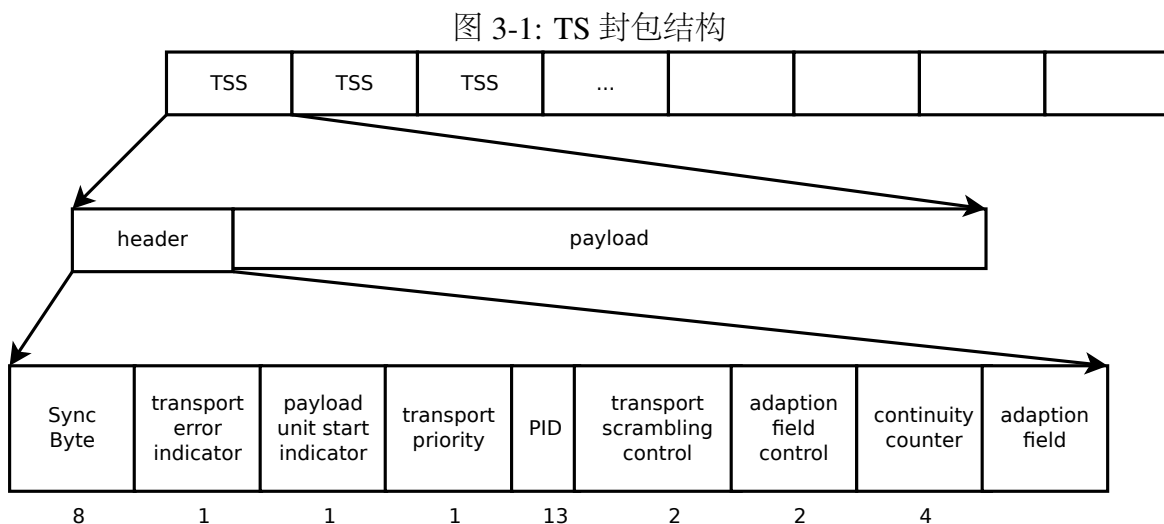 图 3-1: TS 封包结构
TSS TSS TSS ...
header payload
Sync Byte
transport error indicator
payload unit start indicator
transport priority
PID
transport scrambling control
adaption field control
continuity counter
adaption field
8 1 1 1 13 2 2 4